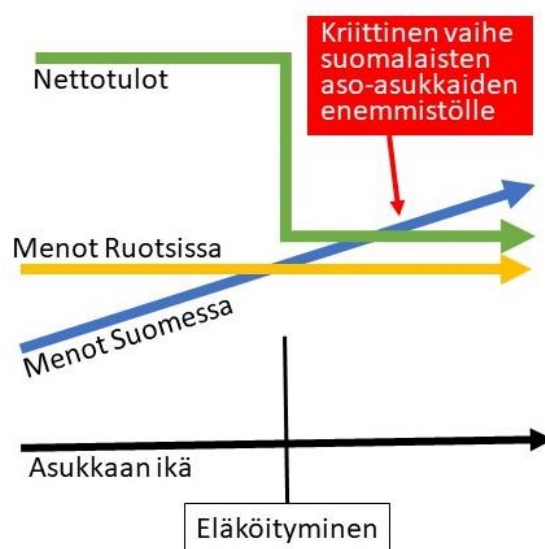 Kriittinen vaihe
suomalaisten
aso-asukkaiden
enemmistölle
Nettotulot
Menot Ruotsissa
Menot Suomessa
Asukkaan ikä
Eläköityminen